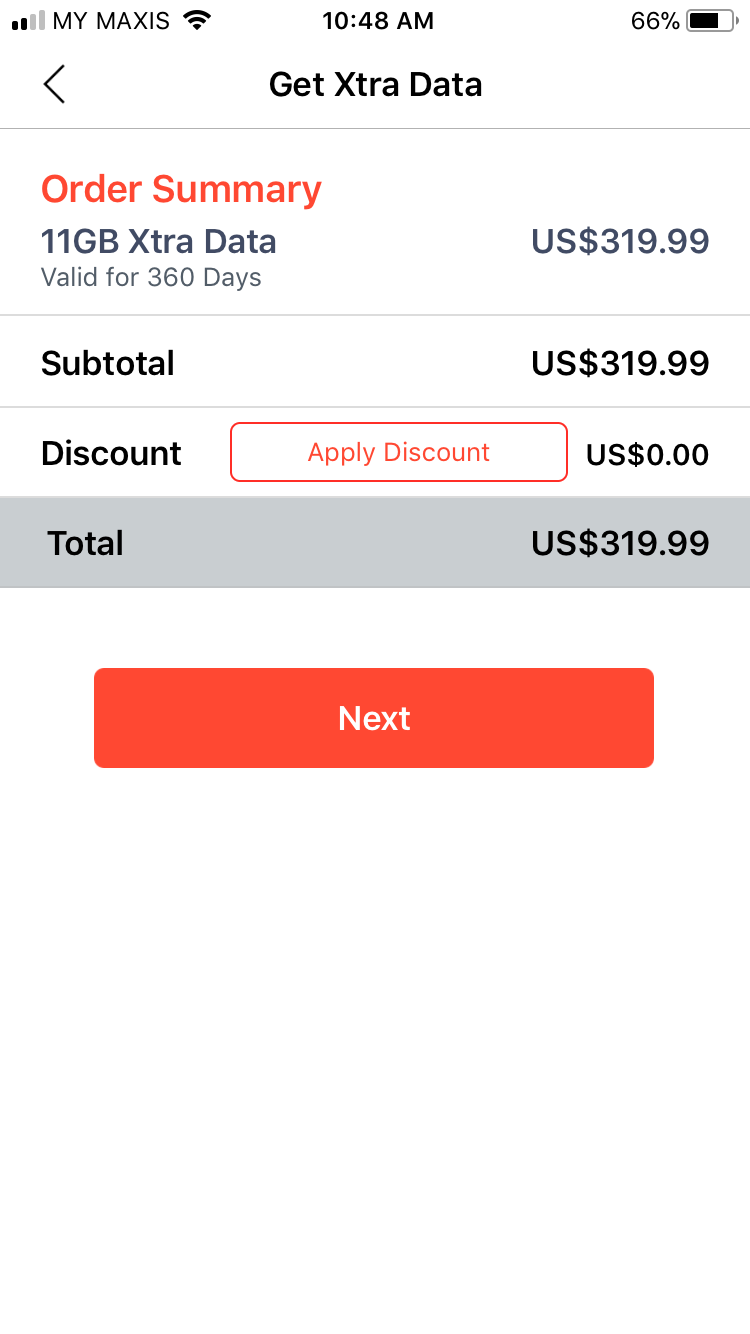 MY MAXIS 10:48 AM 66%
Get Xtra Data
Order Summary
11GB Xtra Data US$319.99
Valid for 360 Days
Subtotal US$319.99
Discount Apply Discount US$0.00
Total US$319.99
Next